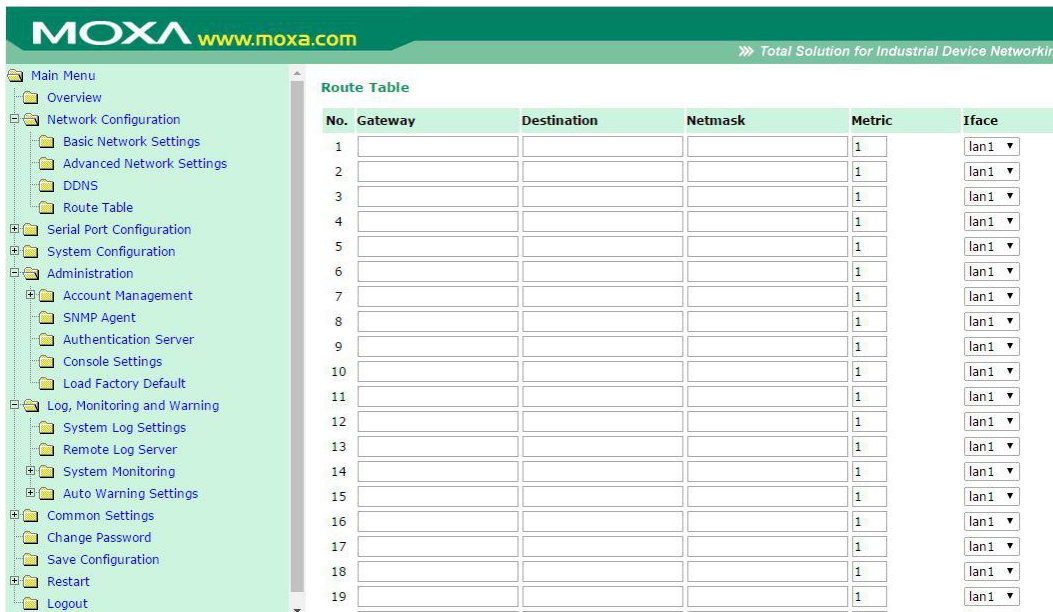 MOXA www.moxa.com
Total Solution for Industrial Device
Main Menu
Overview
Network Configuration
Basic Network Settings
Advanced Network Settings
DDNS
Route Table
Serial Port Configuration
System Configuration
Administration
Account Management
SNMP Agent
Authentication Server
Console Settings
Load Factory Default
Log, Monitoring and Warning
System Log Settings
Remote Log Server
System Monitoring
Auto Warning Settings
Common Settings
Change Password
Save Configuration
Restart
Logout
Route Table
No. Gateway Destination Netmask Metric Iface
1 1 lan1
2 1 lan1
3 1 lan1
4 1 lan1
5 1 lan1
6 1 lan1
7 1 lan1
8 1 lan1
9 1 lan1
10 1 lan1
11 1 lan1
12 1 lan1
13 1 lan1
14 1 lan1
15 1 lan1
16 1 lan1
17 1 lan1
18 1 lan1
19 1 lan1